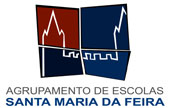 AGRUPAMENTO DE ESCOLAS
SANTA MARIA DA FEIRA